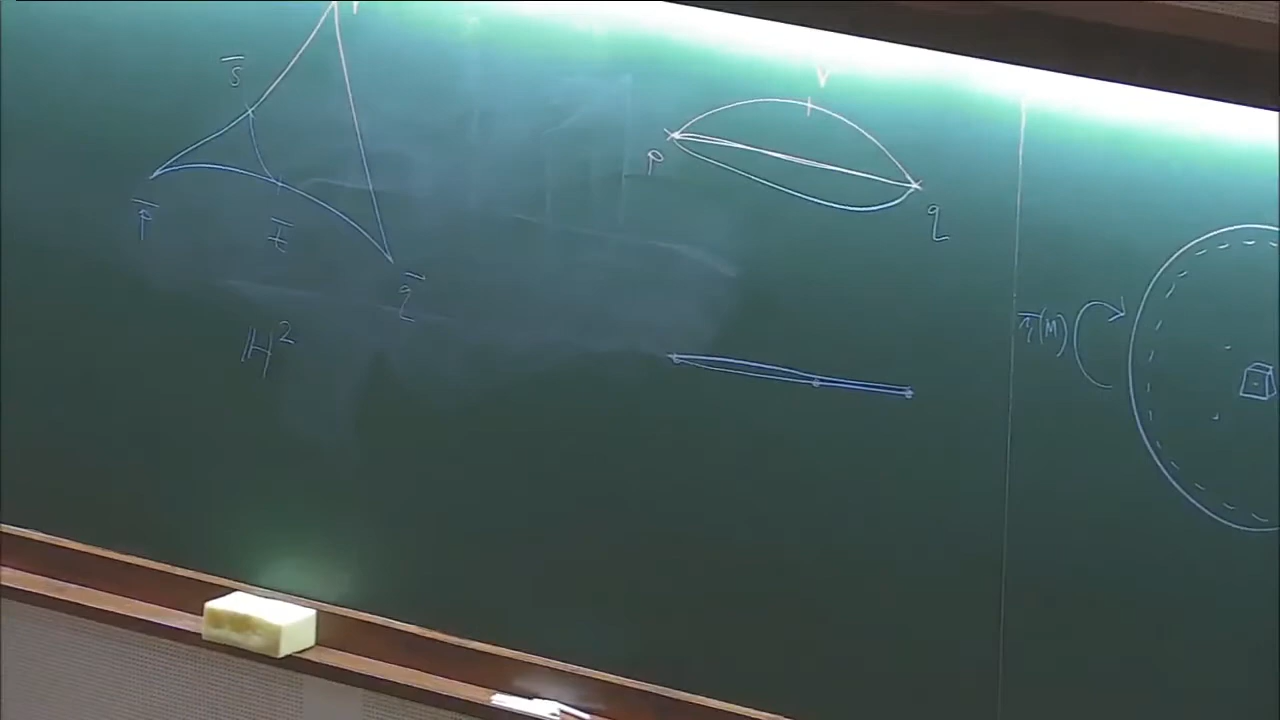 s̅
p̅
t̅
q̅
ℍ²
p
q
π₁(M)